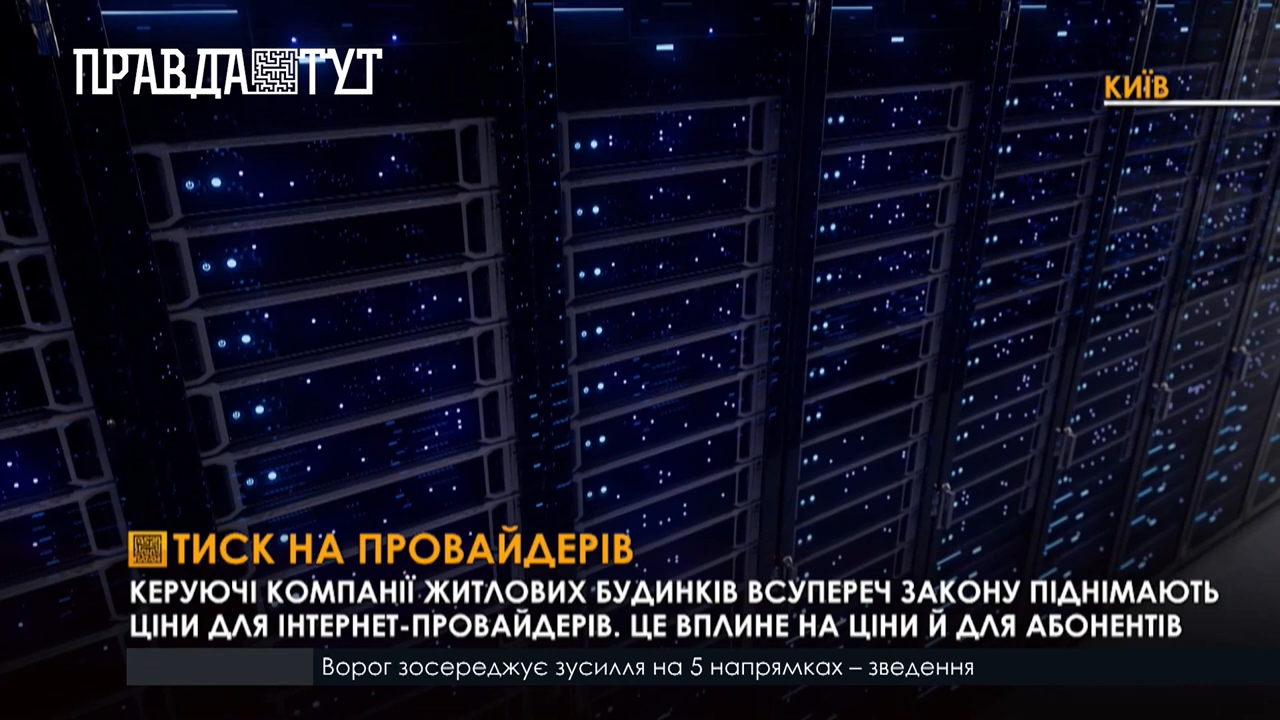 ПРАВДА ТУТ
КИЇВ
ТИСК НА ПРОВАЙДЕРІВ
КЕРУЮЧІ КОМПАНІЇ ЖИТЛОВИХ БУДИНКІВ ВСУПЕРЕЧ ЗАКОНУ ПІДНІМАЮТЬ
ЦІНИ ДЛЯ ІНТЕРНЕТ-ПРОВАЙДЕРІВ. ЦЕ ВПЛИНЕ НА ЦІНИ Й ДЛЯ АБОНЕНТІВ
Ворог зосереджує зусилля на 5 напрямках – зведення